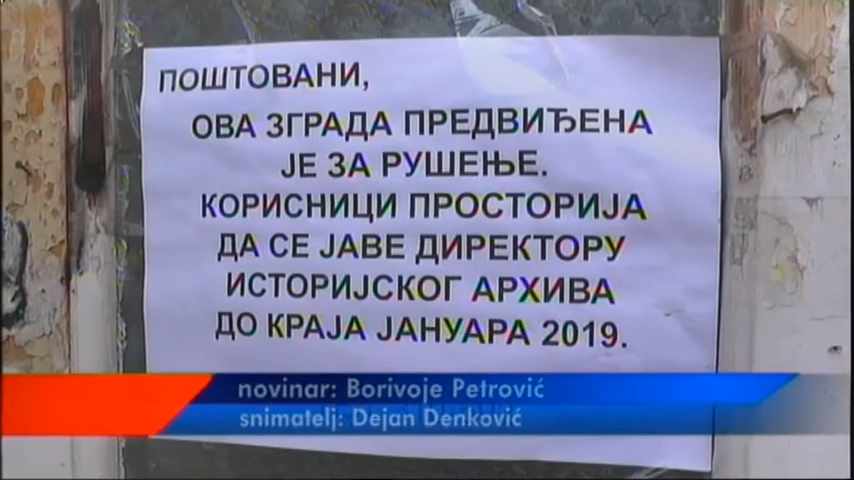 ПОШТОВАНИ,
ОВА ЗГРАДА ПРЕДВИЂЕНА
ЈЕ ЗА РУШЕЊЕ.
КОРИСНИЦИ ПРОСТОРИЈА
ДА СЕ ЈАВЕ ДИРЕКТОРУ
ИСТОРИЈСКОГ АРХИВА
ДО КРАЈА ЈАНУАРА 2019.
novinar: Borivoje Petrović
snimatelj: Dejan Denković